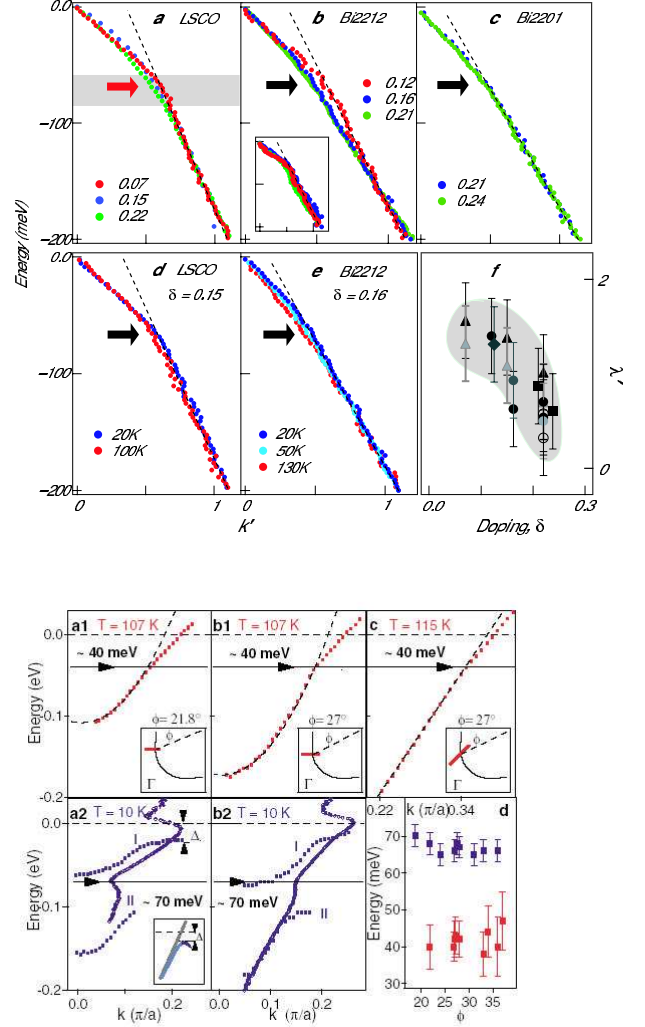 0.0
a LSCO
b Bi2212
c Bi2201
0.12
0.16
0.21
-100
0.07
0.15
0.22
0.21
0.24
Energy (meV)
-200
0.0
d LSCO
δ = 0.15
e Bi2212
δ = 0.16
f
2
λ'
-100
20K
100K
20K
50K
130K
0
-200
0 1 0 1 0.0 0.3
k'
Doping, δ
a1 T = 107 K
b1 T = 107 K
c T = 115 K
0.0
~ 40 meV
~ 40 meV
~ 40 meV
Energy (eV)
-0.1
ϕ= 21.8°
ϕ= 27°
ϕ= 27°
ϕ
ϕ
ϕ
Γ
Γ
Γ
-0.2
a2 T = 10 K
b2 T = 10 K
0.22 k (π/a) 0.34 d
0.0
I
Δ
I
70
60
Energy (eV)
~ 70 meV
~ 70 meV
Energy (meV)
50
-0.1
II
II
Δ
40
30
-0.2
0.0 0.2 0.0 0.2 20 25 30 35
k (π/a)
k (π/a)
ϕ